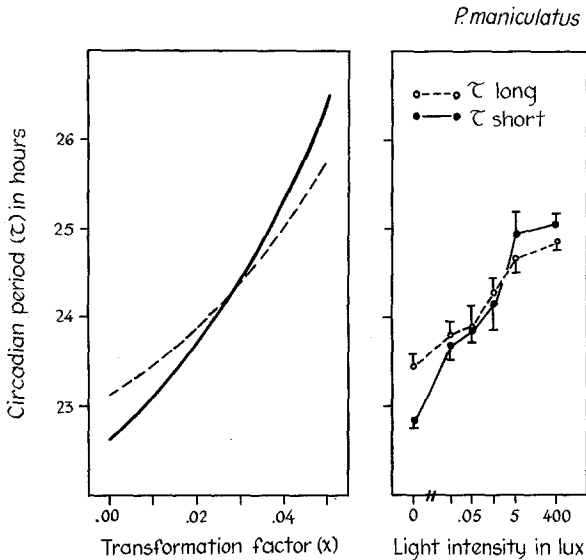 P. maniculatus
τ long
τ short
Circadian period (τ) in hours
26
25
24
23
.00 .02 .04
Transformation factor (x)
0 .05 5 400
Light intensity in lux